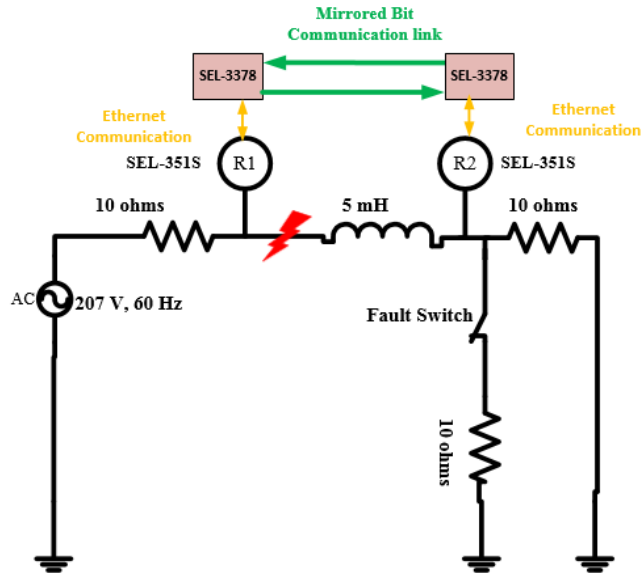 Mirrored Bit
Communication link
SEL-3378
SEL-3378
Ethernet
Communication
Ethernet
Communication
SEL-351S
R1
R2
SEL-351S
10 ohms
5 mH
10 ohms
AC
207 V, 60 Hz
Fault Switch
10 ohms